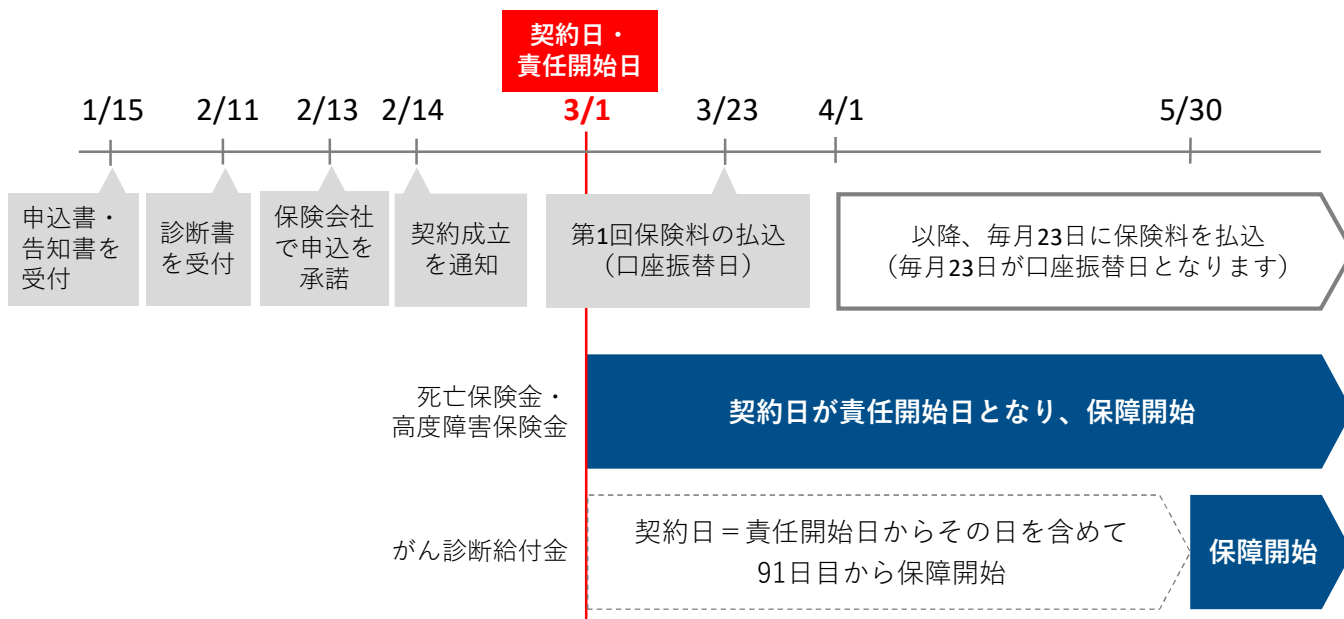 契約日・
責任開始日
1/15
2/11
2/13
2/14
3/1
3/23
4/1
5/30
申込書・
告知書を
受付
診断書
を受付
保険会社
で申込を
承諾
契約成立
を通知
第1回保険料の払込
（口座振替日）
以降、毎月23日に保険料を払込
（毎月23日が口座振替日となります）
死亡保険金・
高度障害保険金
契約日が責任開始日となり、保障開始
がん診断給付金
契約日＝責任開始日からその日を含めて
91日目から保障開始
保障開始